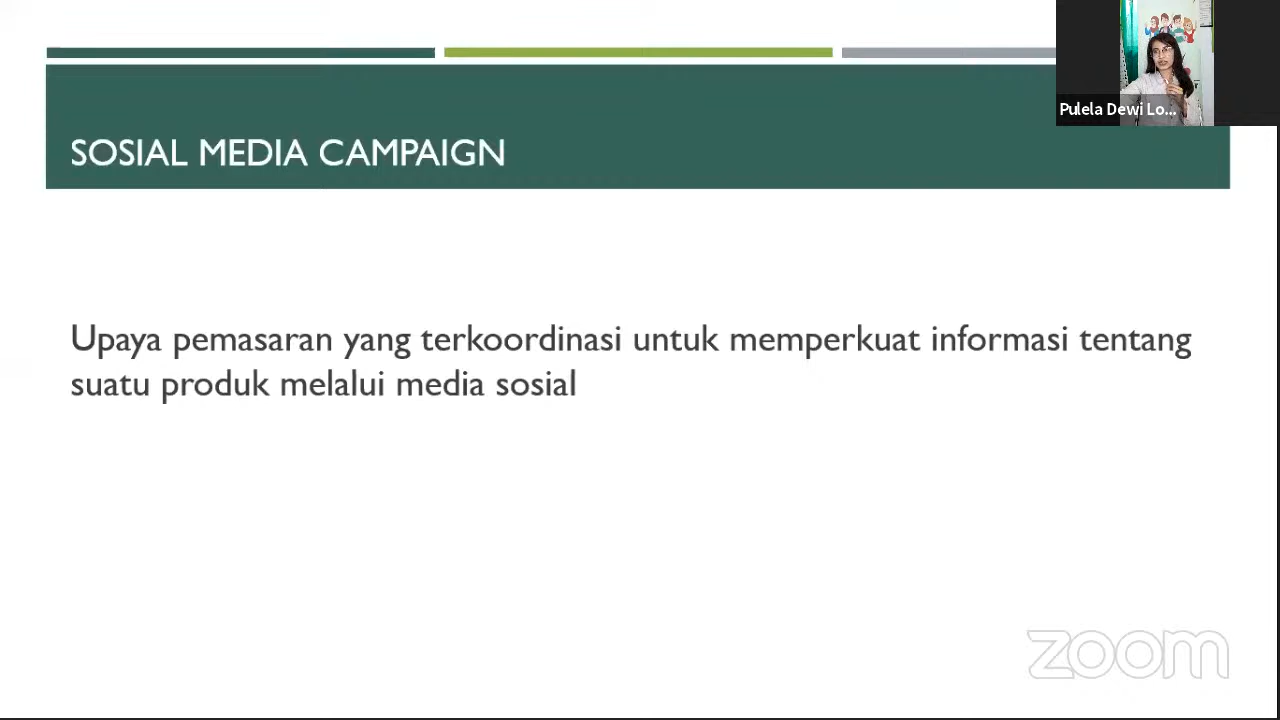 Pulela Dewi Lo...
SOSIAL MEDIA CAMPAIGN
Upaya pemasaran yang terkoordinasi untuk memperkuat informasi tentang
suatu produk melalui media sosial
zoom